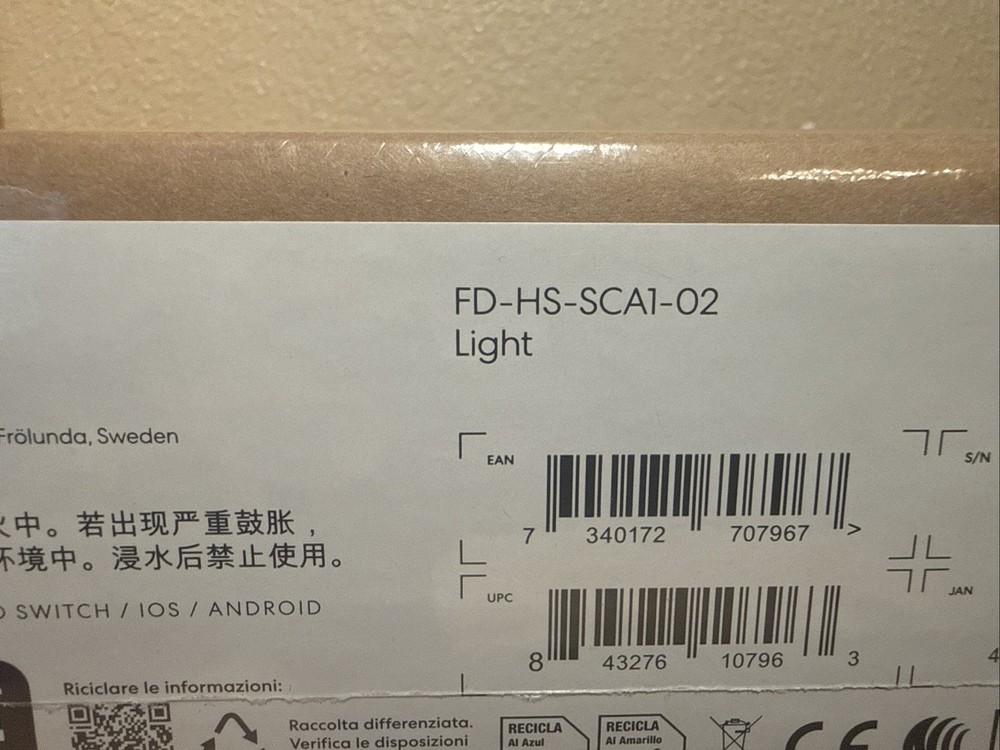 FD-HS-SCA1-02
Light
Frölunda, Sweden
EAN
S/N
7 340172 707967 >
火中。若出现严重鼓胀，
环境中。浸水后禁止使用。
UPC
JAN
SWITCH / IOS / ANDROID
8 43276 10796 3
4
Riciclare le informazioni:
Raccolta differenziata.
Verifica le disposizioni
RECICLA
Al Azul
RECICLA
Al Amarillo